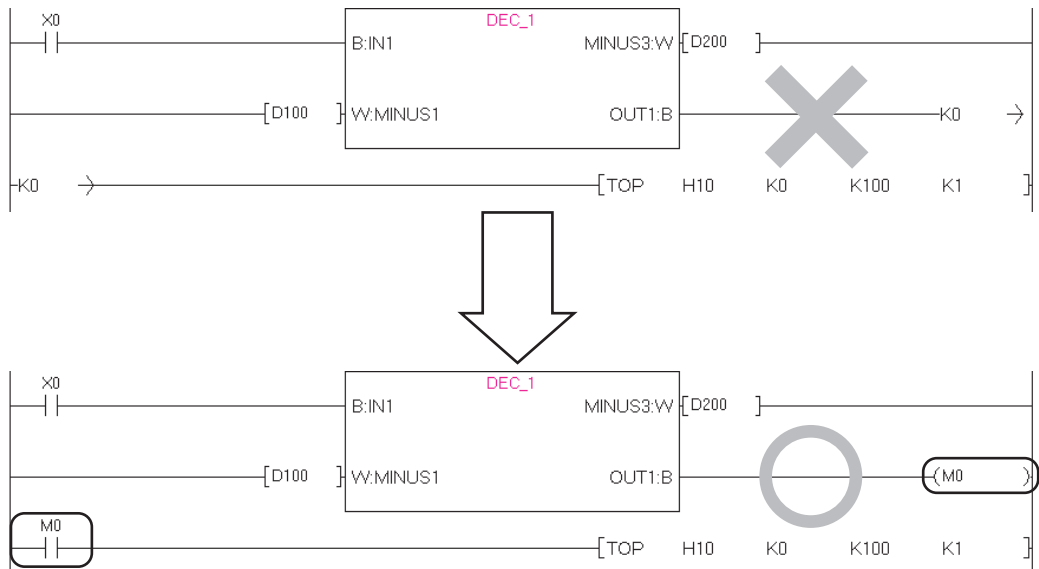 X0 DEC_1
B:IN1 MINUS3:W [D200 ]
[D100 ] W:MINUS1 OUT1:B K0
K0 [TOP H10 K0 K100 K1 ]
X0 DEC_1
B:IN1 MINUS3:W [D200 ]
[D100 ] W:MINUS1 OUT1:B (M0 )
M0
[TOP H10 K0 K100 K1 ]